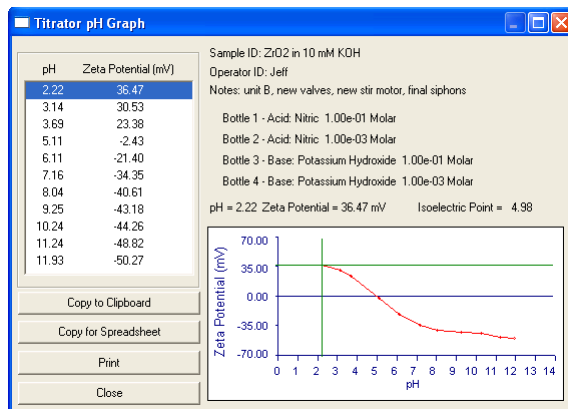 Titrator pH Graph
pH Zeta Potential (mV)
2.22 36.47
3.14 30.53
3.69 23.38
5.11 -2.43
6.11 -21.40
7.16 -34.35
8.04 -40.61
9.25 -43.18
10.24 -44.26
11.24 -48.82
11.93 -50.27
Copy to Clipboard
Copy for Spreadsheet
Print
Close
Sample ID: ZrO2 in 10 mM KOH
Operator ID: Jeff
Notes: unit B, new valves, new stir motor, final siphons
Bottle 1 - Acid: Nitric 1.00e-01 Molar
Bottle 2 - Acid: Nitric 1.00e-03 Molar
Bottle 3 - Base: Potassium Hydroxide 1.00e-01 Molar
Bottle 4 - Base: Potassium Hydroxide 1.00e-03 Molar
pH = 2.22 Zeta Potential = 36.47 mV Isoelectric Point = 4.98
Zeta Potential (mV)
70.00
35.00
0.00
-35.00
-70.00
0 1 2 3 4 5 6 7 8 9 10 11 12 13 14
pH